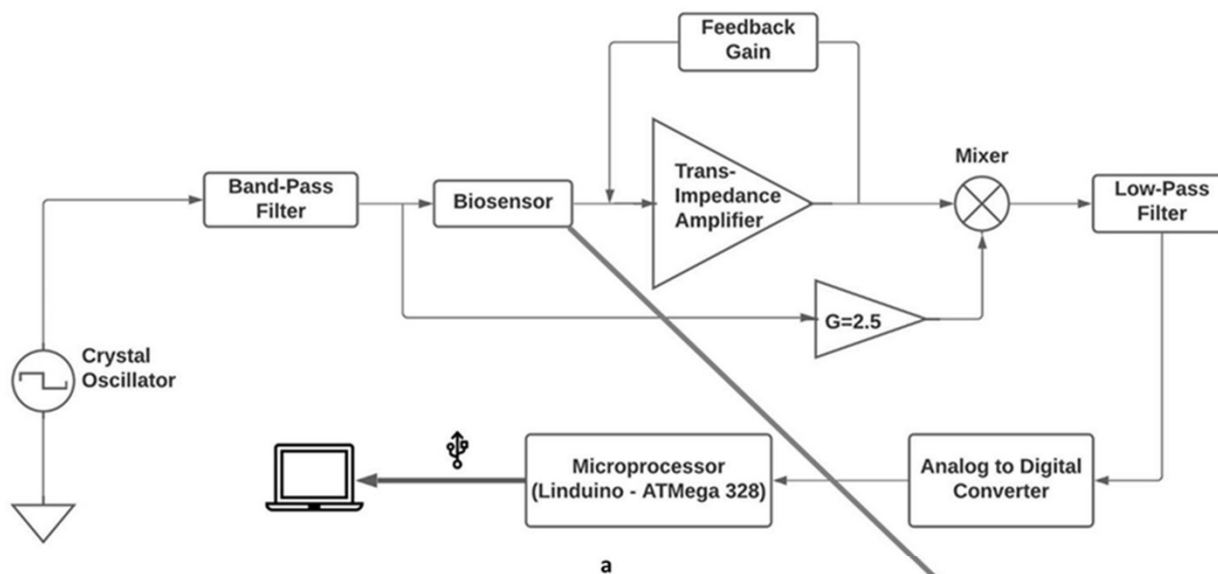 Feedback
Gain
Band-Pass
Filter
Biosensor
Trans-
Impedance
Amplifier
Mixer
Low-Pass
Filter
G=2.5
Crystal
Oscillator
Microprocessor
(Linduino - ATMega 328)
Analog to Digital
Converter
a